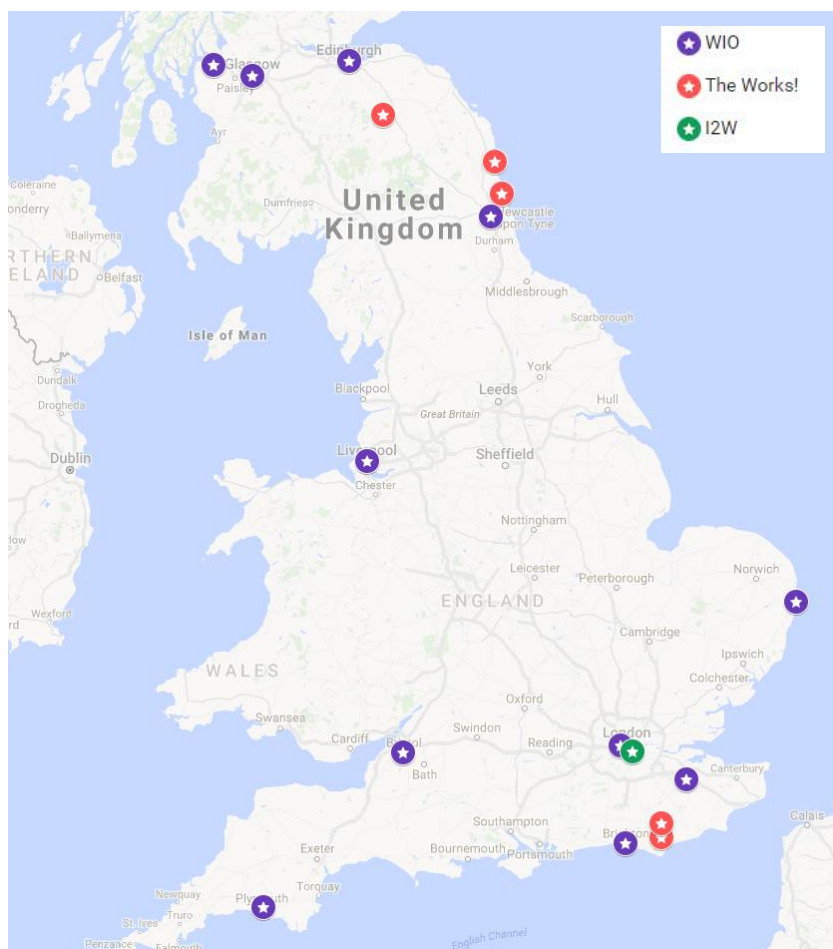 WIO
The Works!
I2W
Edinburgh
Glasgow
Paisley
Ayr
Coleraine
Dumfries
United
Kingdom
Newcastle
upon Tyne
Ballymena
Durham
Belfast
Middlesbrough
Isle of Man
Scarborough
Dundalk
York
Blackpool
Leeds
Drogheda
Great Britain
Hull
Dublin
Liverpool
Sheffield
Chester
Nottingham
Norwich
Leicester
Peterborough
ENGLAND
Wexford
Cambridge
WALES
Ipswich
Colchester
Oxford
Swansea
London
Cardiff
Bristol
Swindon
Reading
Bath
Canterbury
Southampton
Calais
Brighton
Bournemouth
Portsmouth
Exeter
Torquay
Newquay
Plymouth
St. Ives
Truro
English Channel
Penzance
Falmouth